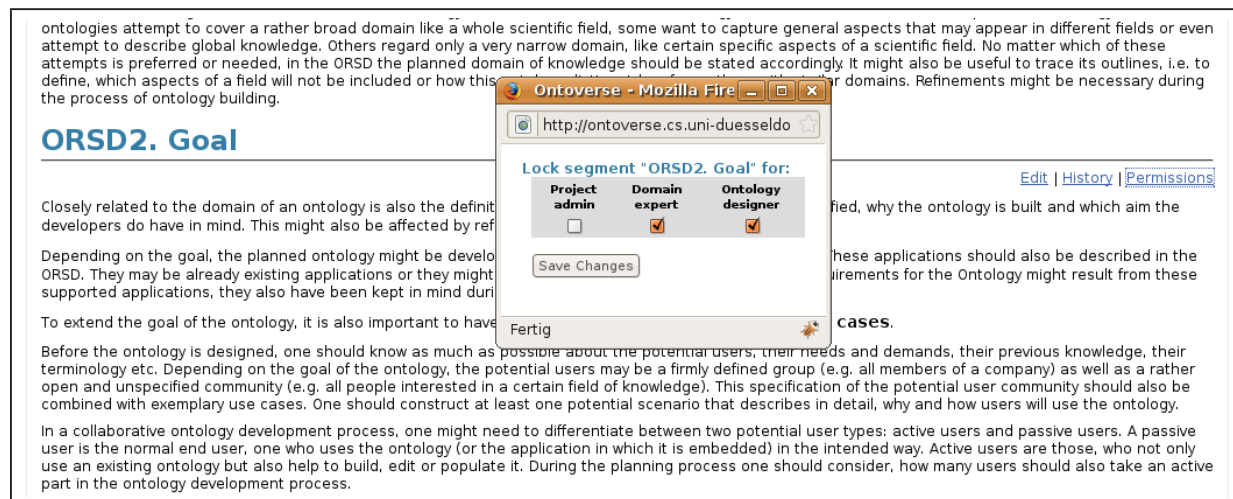 ontologies attempt to cover a rather broad domain like a whole scientific field, some want to capture general aspects that may appear in different fields or even
attempt to describe global knowledge. Others regard only a very narrow domain, like certain specific aspects of a scientific field. No matter which of these
attempts is preferred or needed, in the ORSD the planned domain of knowledge should be stated accordingly. It might also be useful to trace its outlines, i.e. to
define, which aspects of a field will not be included or how this domains. Refinements might be necessary during
the process of ontology building.
Ontoverse - Mozilla Fire
http://ontoverse.cs.uni-duesseldo
ORSD2. Goal
Lock segment "ORSD2. Goal" for:
Project admin
Domain expert
Ontology designer
Save Changes
Fertig
Edit | History | Permissions
Closely related to the domain of an ontology is also the definit fied, why the ontology is built and which aim the
developers do have in mind. This might also be affected by ref
Depending on the goal, the planned ontology might be develo These applications should also be described in the
ORSD. They may be already existing applications or they might uirements for the Ontology might result from these
supported applications, they also have been kept in mind duri
To extend the goal of the ontology, it is also important to have cases.
Before the ontology is designed, one should know as much as possible about the potential users, their needs and demands, their previous knowledge, their
terminology etc. Depending on the goal of the ontology, the potential users may be a firmly defined group (e.g. all members of a company) as well as a rather
open and unspecified community (e.g. all people interested in a certain field of knowledge). This specification of the potential user community should also be
combined with exemplary use cases. One should construct at least one potential scenario that describes in detail, why and how users will use the ontology.
In a collaborative ontology development process, one might need to differentiate between two potential user types: active users and passive users. A passive
user is the normal end user, one who uses the ontology (or the application in which it is embedded) in the intended way. Active users are those, who not only
use an existing ontology but also help to build, edit or populate it. During the planning process one should consider, how many users should also take an active
part in the ontology development process.